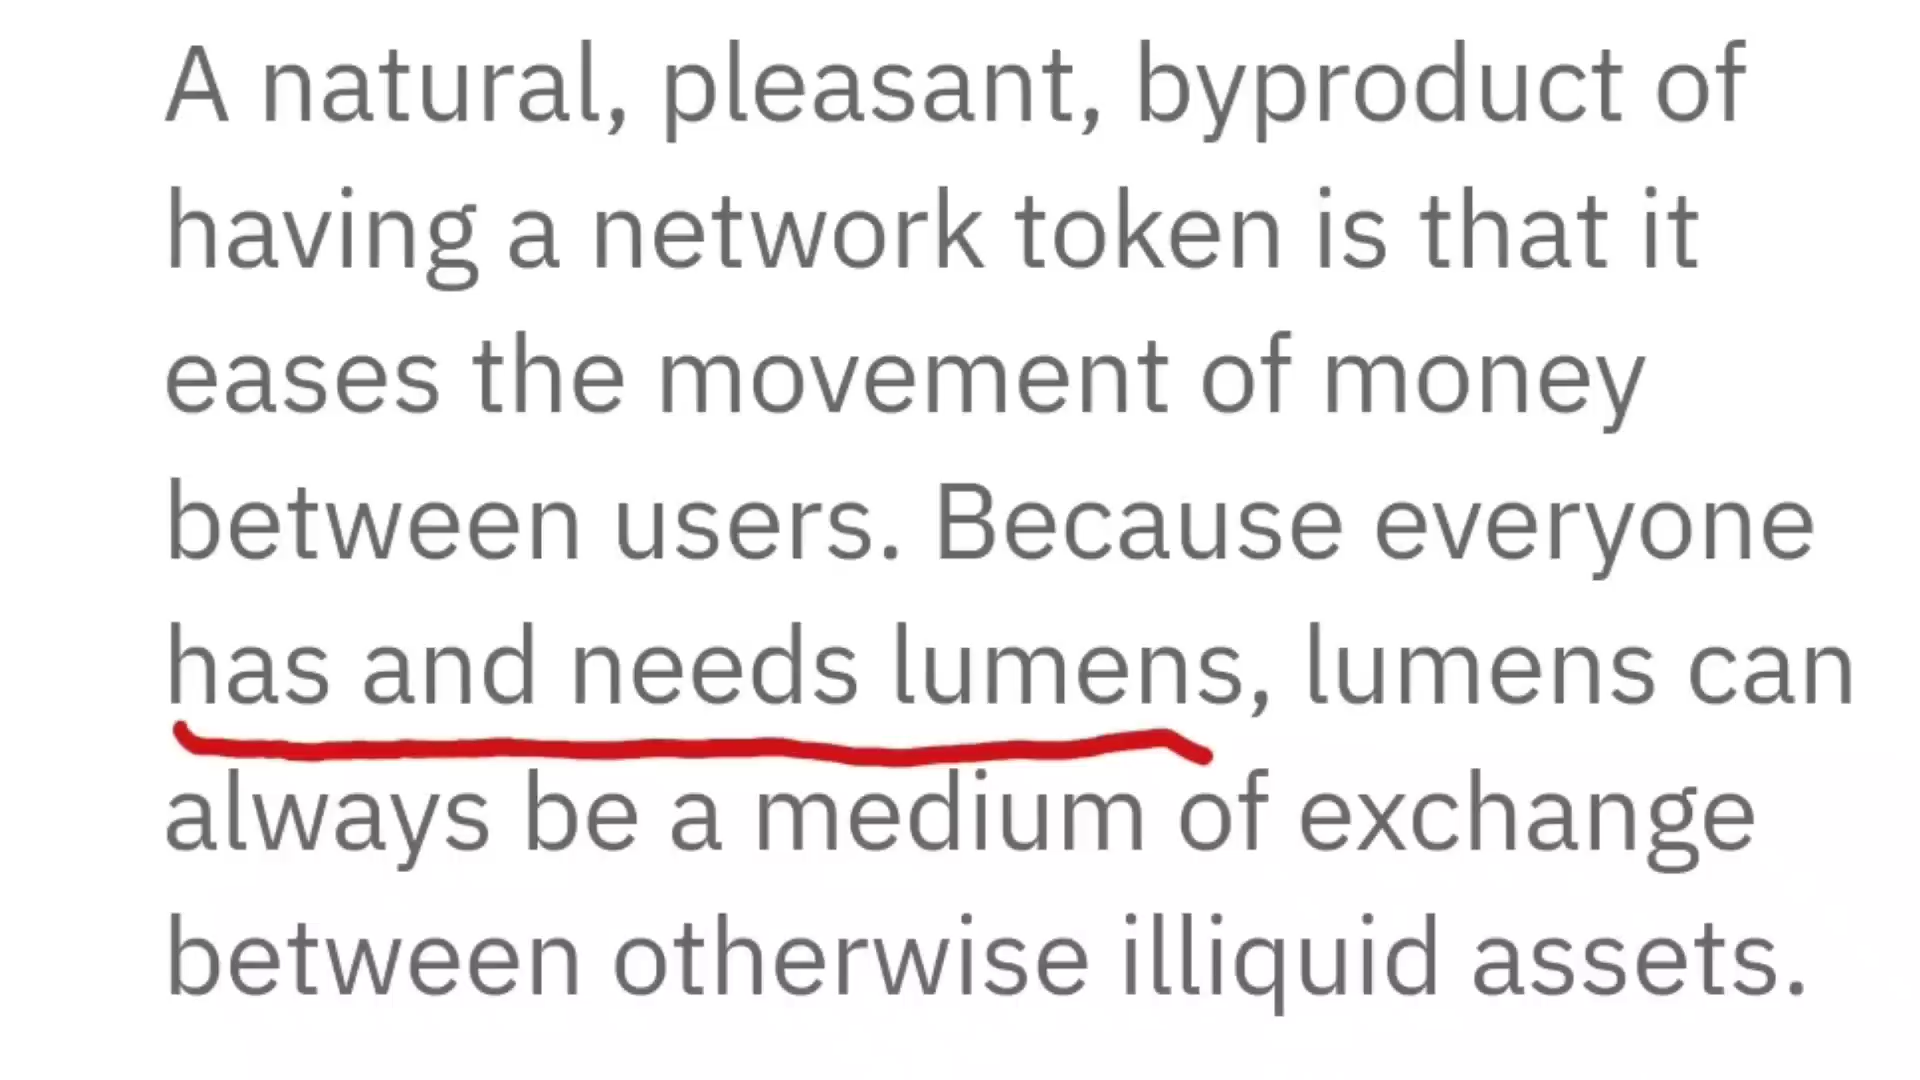 A natural, pleasant, byproduct of
having a network token is that it
eases the movement of money
between users. Because everyone
has and needs lumens, lumens can
always be a medium of exchange
between otherwise illiquid assets.